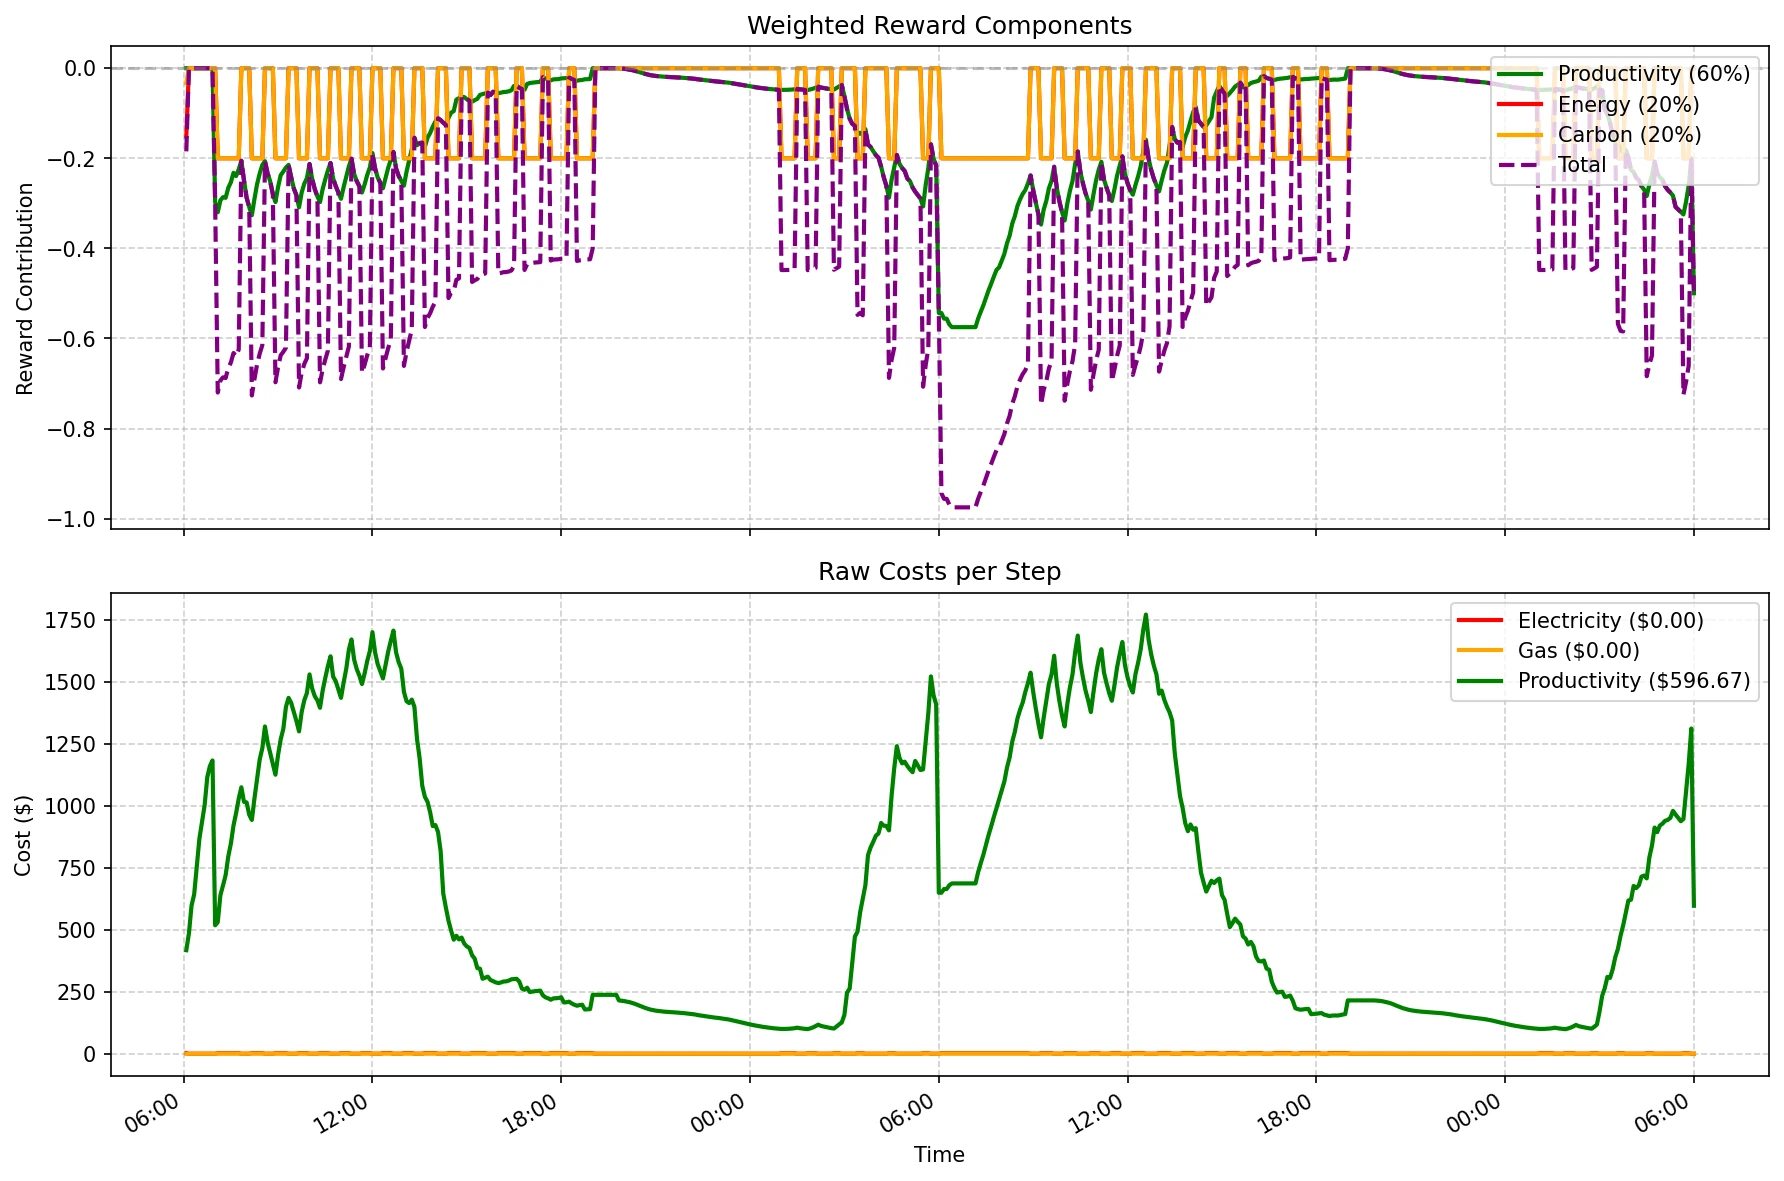 Weighted Reward Components
Reward Contribution
0.0
−0.2
−0.4
−0.6
−0.8
−1.0
Productivity (60%)
Energy (20%)
Carbon (20%)
Total
Raw Costs per Step
Cost ($)
1750
1500
1250
1000
750
500
250
0
Electricity ($0.00)
Gas ($0.00)
Productivity ($596.67)
06:00
12:00
18:00
00:00
06:00
12:00
18:00
00:00
06:00
Time